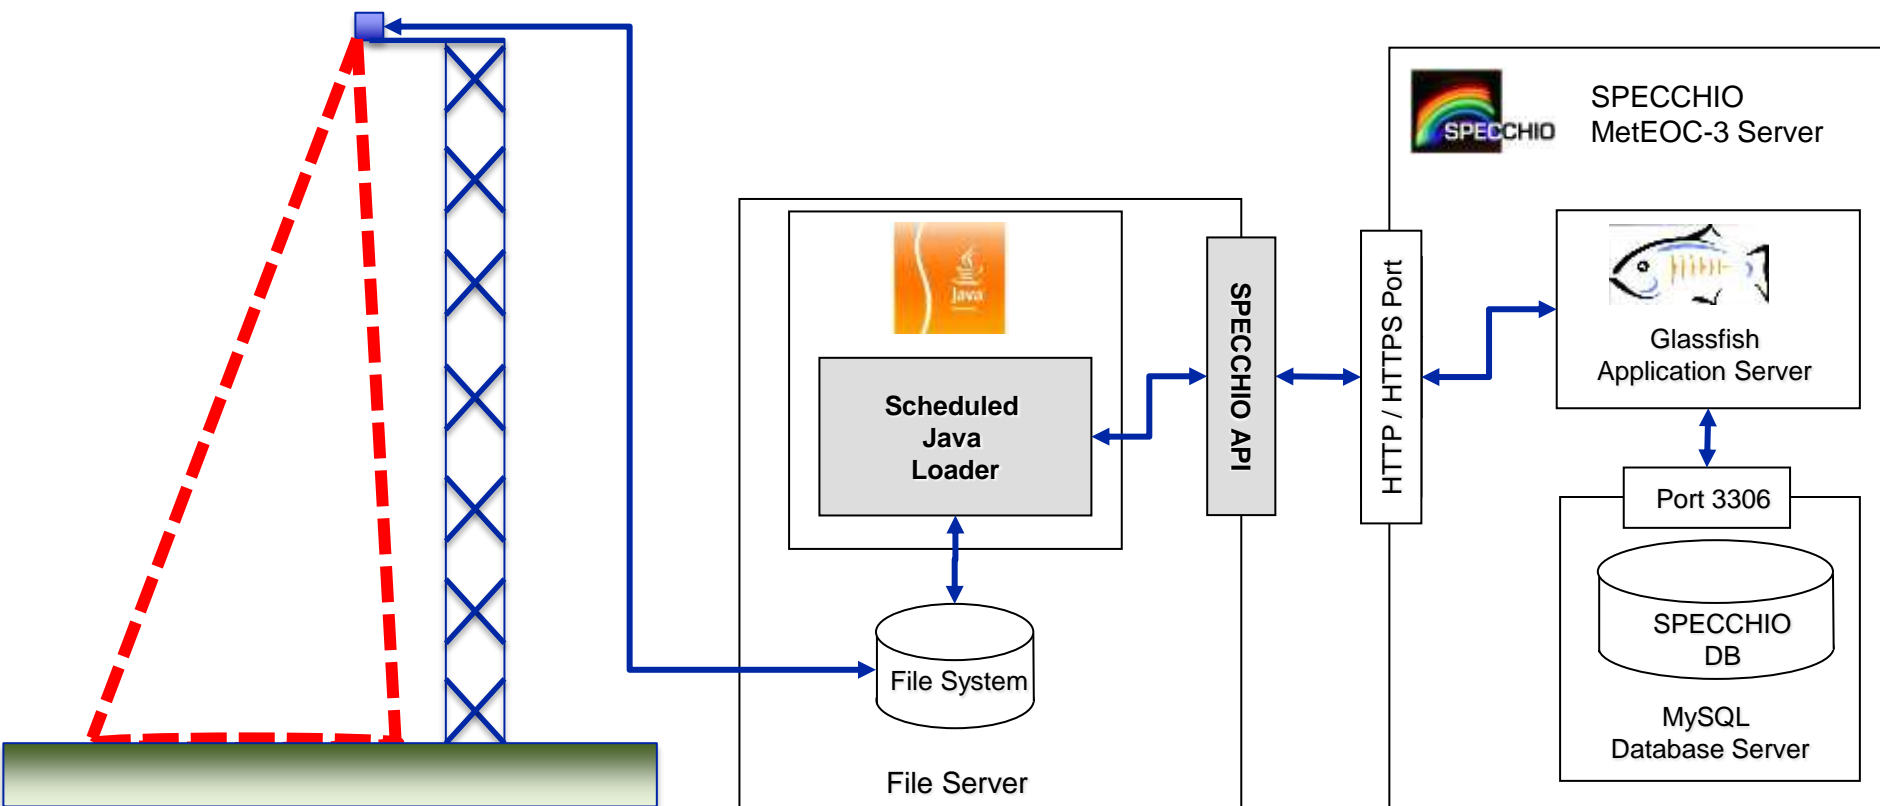 SPECCHIO
SPECCHIO
MetEOC-3 Server
Java
Scheduled
Java
Loader
SPECCHIO API
HTTP / HTTPS Port
Glassfish
Application Server
Port 3306
SPECCHIO
DB
MySQL
Database Server
File System
File Server